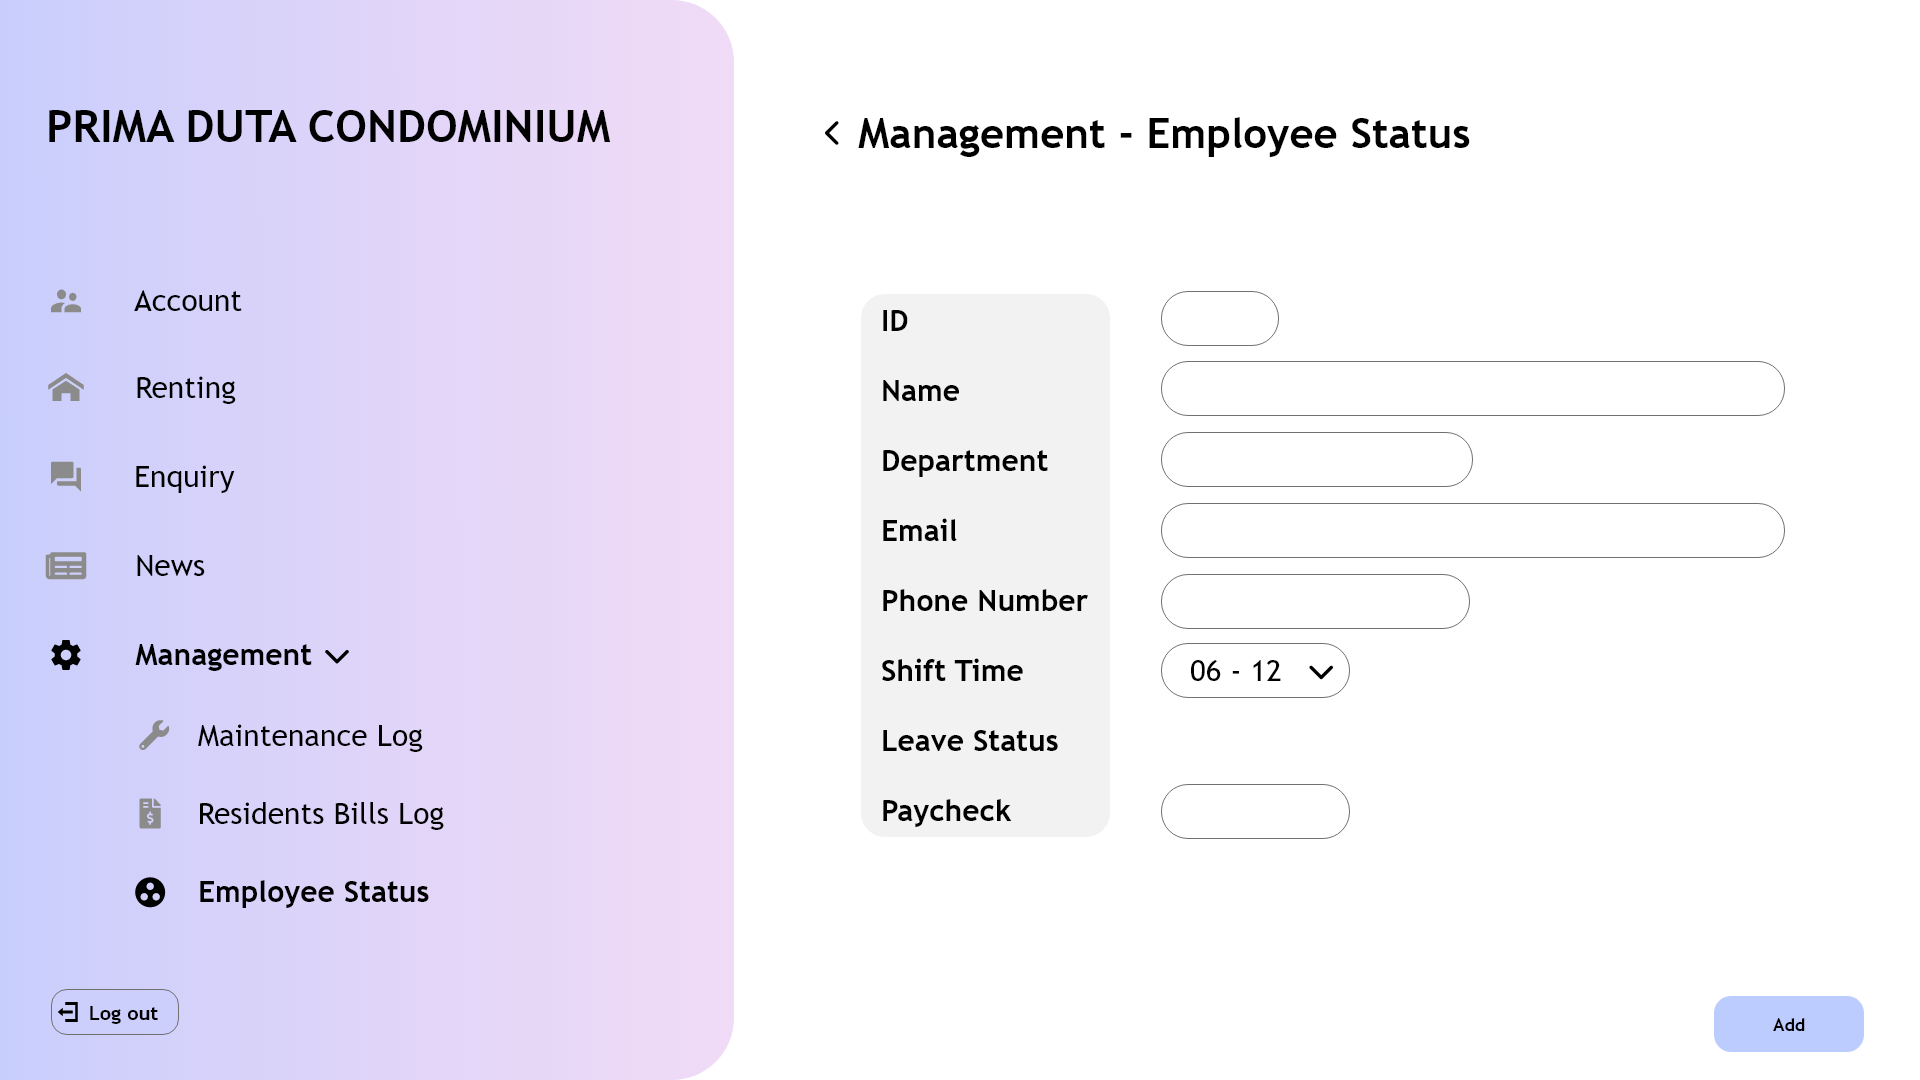 PRIMA DUTA CONDOMINIUM
Account
Renting
Enquiry
News
Management
Maintenance Log
Residents Bills Log
Employee Status
Log out
Management - Employee Status
ID
Name
Department
Email
Phone Number
Shift Time
06 - 12
Leave Status
Paycheck
Add